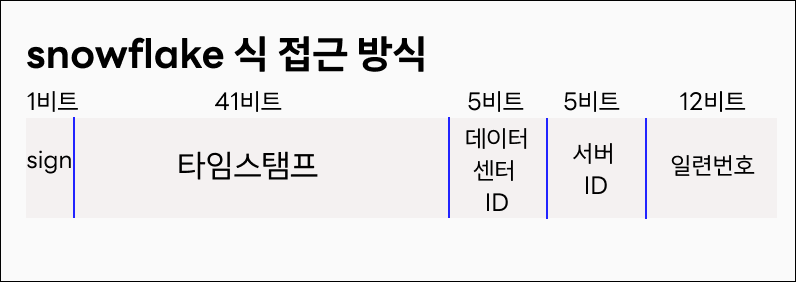 snowflake 식 접근 방식
1비트 41비트 5비트 5비트 12비트
sign
타임스탬프
데이터
센터
ID
서버
ID
일련번호